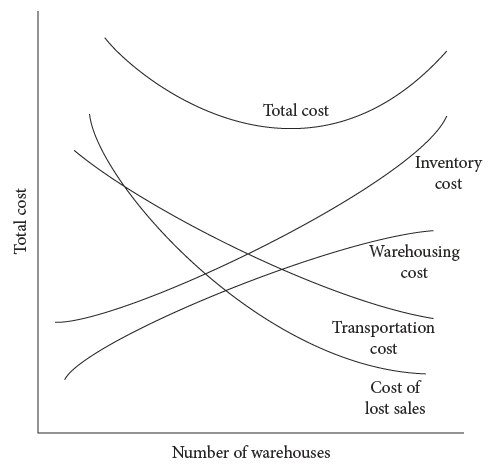 Total cost
Inventory
cost
Warehousing
cost
Transportation
cost
Cost of
lost sales
Total cost
Number of warehouses